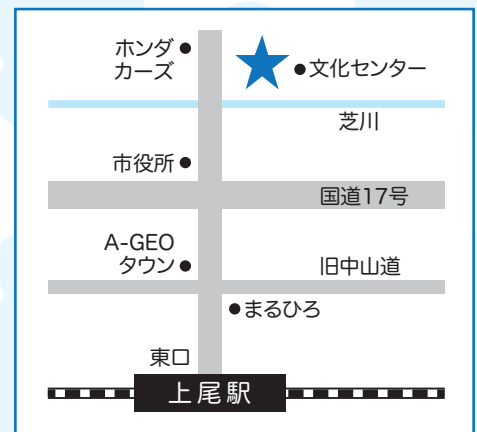 ホンダ
カーズ
文化センター
芝川
市役所
国道17号
A-GEO
タウン
旧中山道
まるひろ
東口
上尾駅